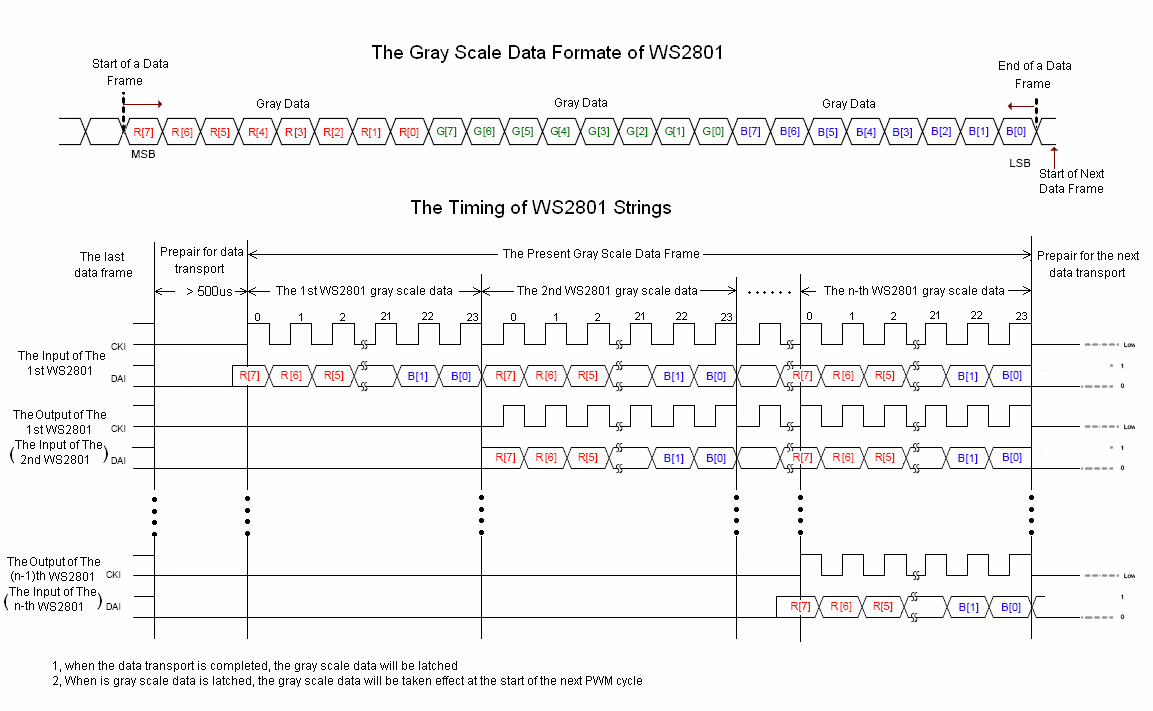 The Gray Scale Data Formate of WS2801
Start of a Data
Frame
End of a Data
Frame
Gray Data Gray Data Gray Data
R[7] R[6] R[5] R[4] R[3] R[2] R[1] R[0] G[7] G[6] G[5] G[4] G[3] G[2] G[1] G[0] B[7] B[6] B[5] B[4] B[3] B[2] B[1] B[0]
MSB LSB
Start of Next
Data Frame
The Timing of WS2801 Strings
The last
data frame
Prepair for data
transport
The Present Gray Scale Data Frame
Prepair for the next
data transport
> 500us The 1st WS2801 gray scale data The 2nd WS2801 gray scale data ...... The n-th WS2801 gray scale data
0 1 2 21 22 23 0 1 2 21 22 23 0 1 2 21 22 23
The Input of The
1st WS2801
CKI Low
DAI R[7] R[6] R[5] B[1] B[0] R[7] R[6] R[5] B[1] B[0] R[7] R[6] R[5] B[1] B[0] 1 0
The Output of The
1st WS2801
CKI Low
(The Input of The
2nd WS2801)
DAI R[7] R[6] R[5] B[1] B[0] R[7] R[6] R[5] B[1] B[0] 1 0
The Output of The
(n-1)th WS2801
CKI Low
(The Input of The
n-th WS2801)
DAI R[7] R[6] R[5] B[1] B[0] 1 0
1, when the data transport is completed, the gray scale data will be latched
2, When is gray scale data is latched, the gray scale data will be taken effect at the start of the next PWM cycle